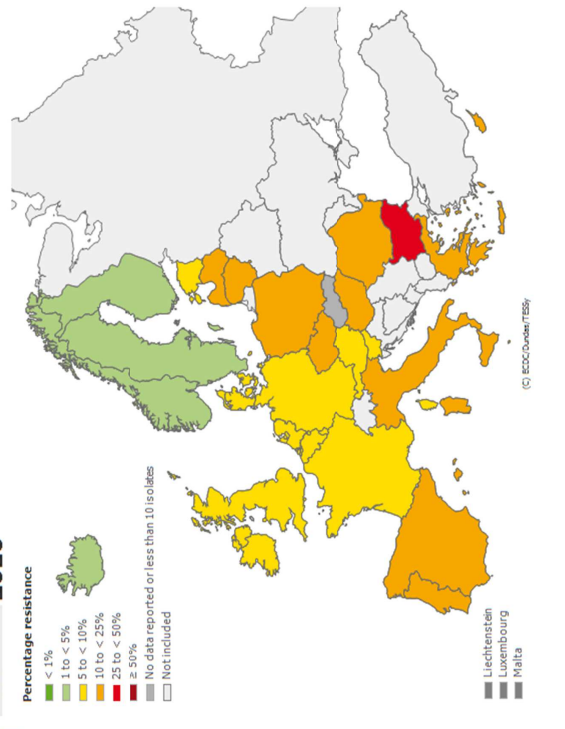 Percentage resistance
< 1%
1 to < 5%
5 to < 10%
10 to < 25%
25 to < 50%
≥ 50%
No data reported or less than 10 isolates
Not included
Liechtenstein
Luxembourg
Malta
(C) ECDC/Dundas/TESSy